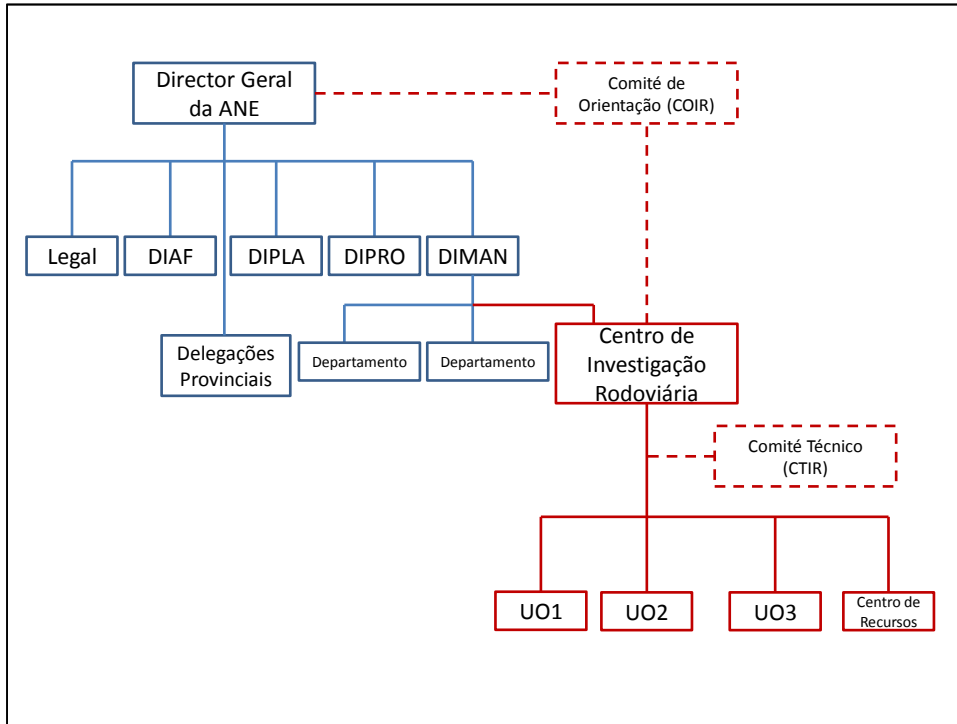 Director Geral
da ANE
Comité de
Orientação (COIR)
Legal
DIAF
DIPLA
DIPRO
DIMAN
Delegações
Provinciais
Departamento
Departamento
Centro de
Investigação
Rodoviária
Comité Técnico
(CTIR)
UO1
UO2
UO3
Centro de
Recursos